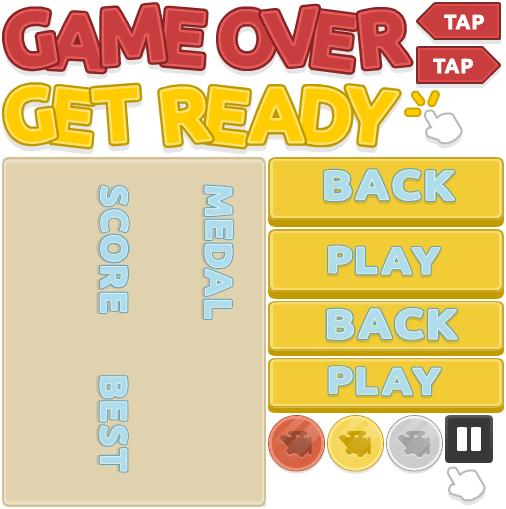 GAME OVER
TAP
TAP
GET READY
MEDAL
SCORE
BEST
BACK
PLAY
BACK
PLAY